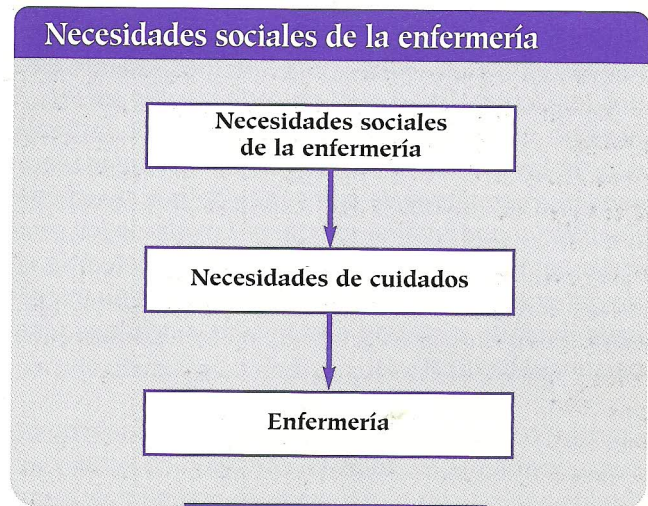 Necesidades sociales de la enfermería
Necesidades sociales
de la enfermería
Necesidades de cuidados
Enfermería